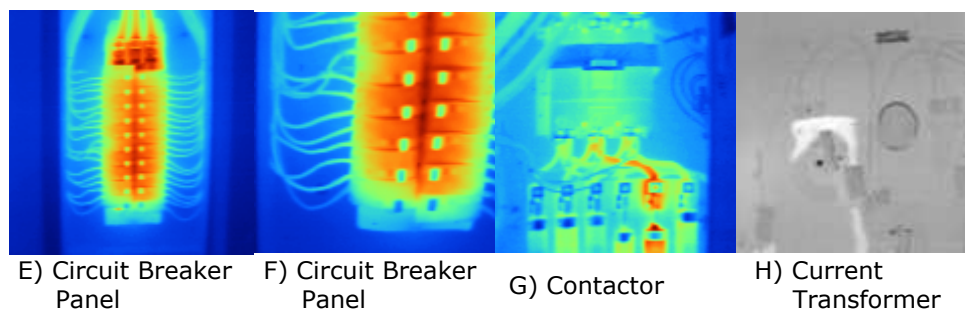 E) Circuit Breaker
Panel
F) Circuit Breaker
Panel
G) Contactor
H) Current
Transformer